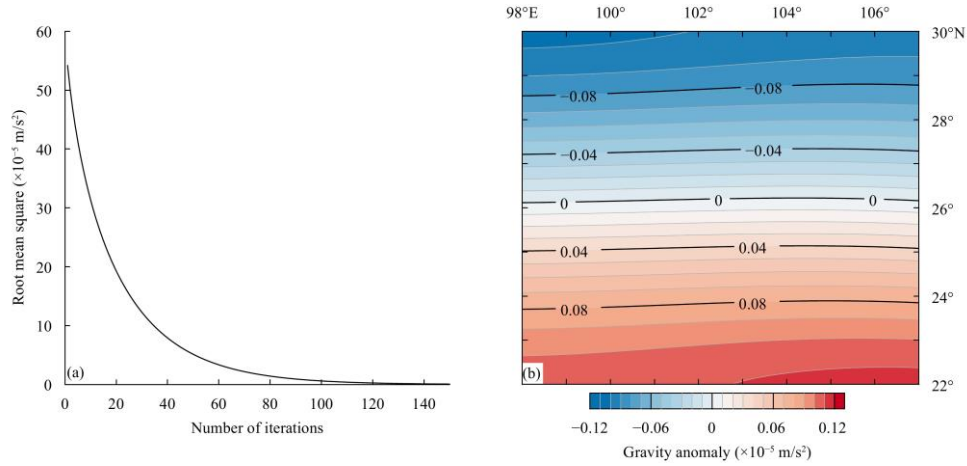 60
50
40
30
20
10
0
Root mean square (×10⁻⁵ m/s²)
(a)
0 20 40 60 80 100 120 140
Number of iterations
98°E 100° 102° 104° 106°
30°N
28°
26°
24°
22°
−0.08 −0.08
−0.04 −0.04
0 0 0
0.04 0.04
0.08 0.08
(b)
−0.12 −0.06 0 0.06 0.12
Gravity anomaly (×10⁻⁵ m/s²)